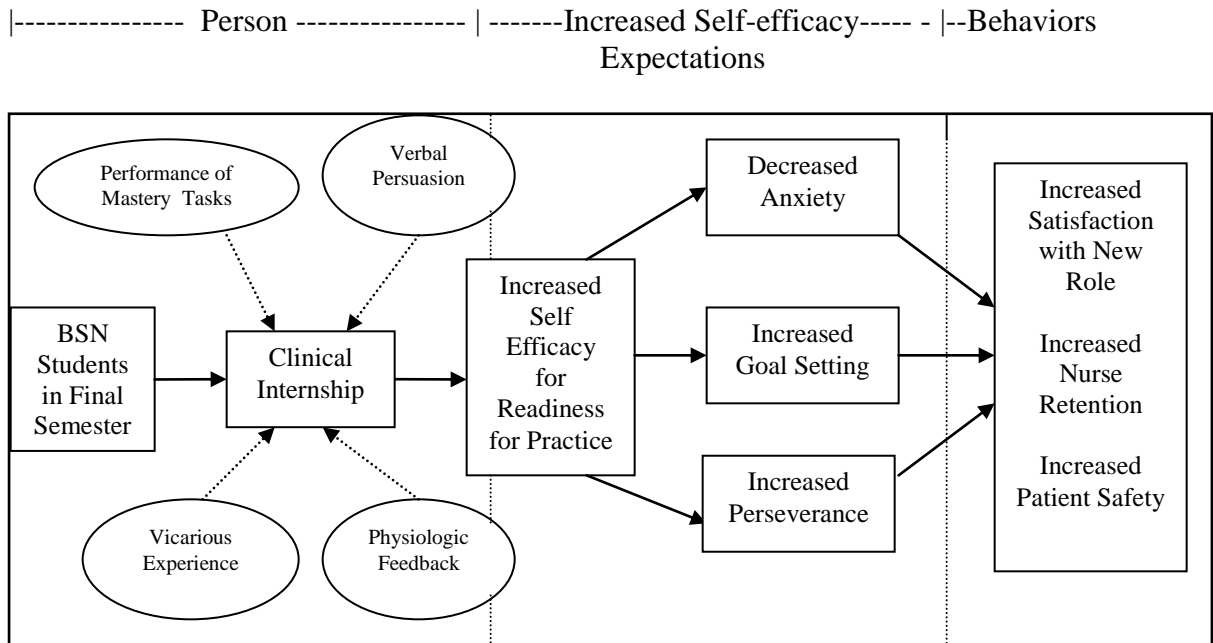 |---------------- Person ---------------- | -------Increased Self-efficacy----- - |--Behaviors
Expectations
Performance of
Mastery Tasks
Verbal
Persuasion
BSN
Students
in Final
Semester
Clinical
Internship
Vicarious
Experience
Physiologic
Feedback
Increased
Self
Efficacy
for
Readiness
for Practice
Decreased
Anxiety
Increased
Goal Setting
Increased
Perseverance
Increased
Satisfaction
with New
Role
Increased
Nurse
Retention
Increased
Patient Safety